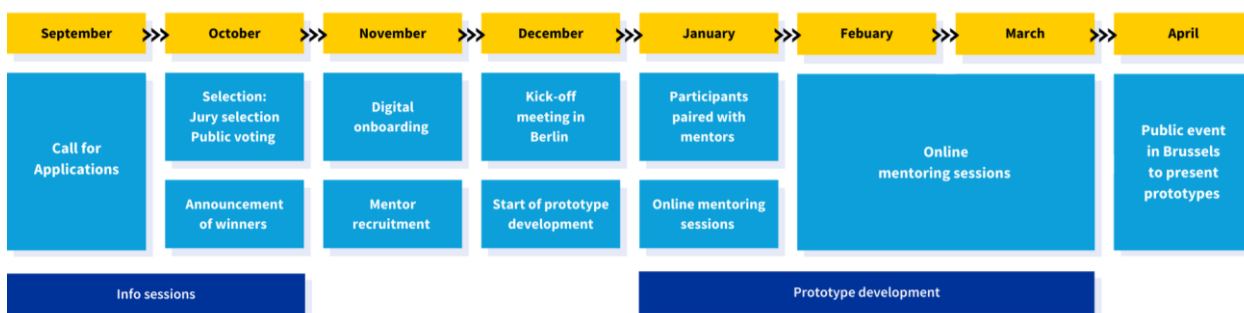 September
October
November
December
January
Febuary
March
April
Call for
Applications
Selection:
Jury selection
Public voting
Announcement
of winners
Digital
onboarding
Mentor
recruitment
Kick-off
meeting in
Berlin
Start of prototype
development
Participants
paired with
mentors
Online mentoring
sessions
Online
mentoring sessions
Public event
in Brussels
to present
prototypes
Info sessions
Prototype development